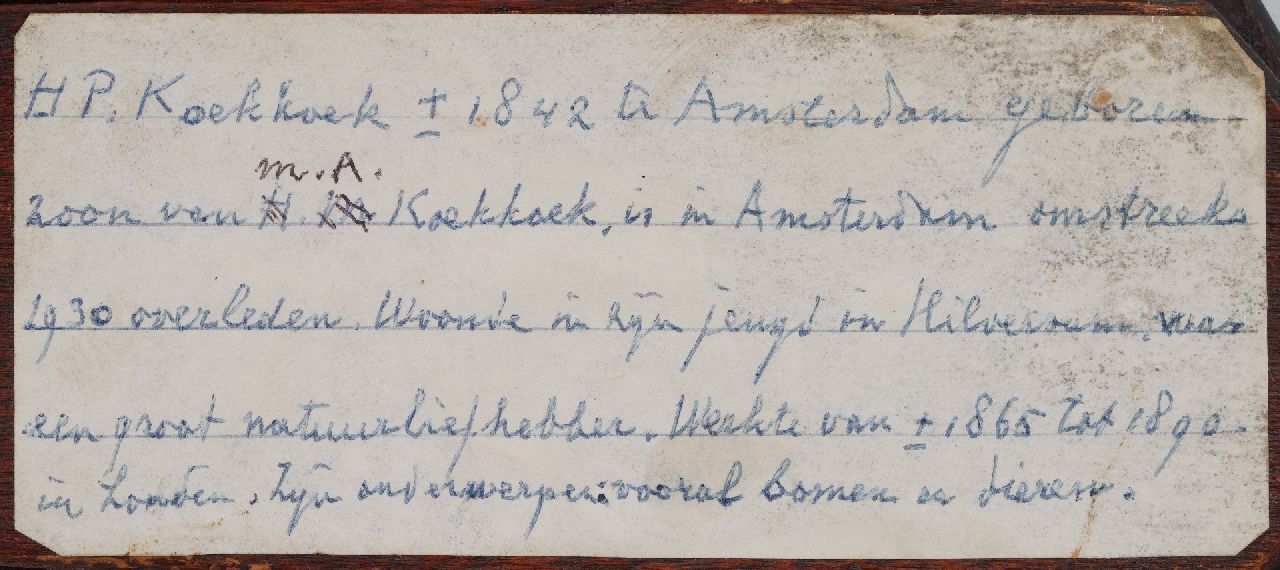 H P. Koekkoek ± 1842 te Amsterdam geboren
m. A.
zoon van H. Koekkoek, is in Amsterdam omstreeks
1930 overleden. Woonde in zijn jeugd in Hilversum, was
een groot natuurliefhebber. Werkte van ± 1865 tot 1890
in Londen. Zijn onderwerpen: vooral bomen en dieren.